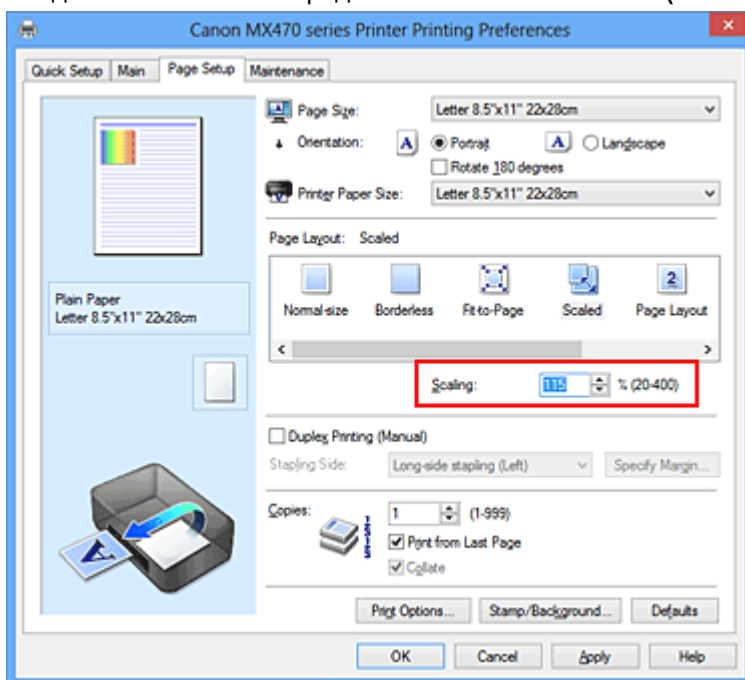 Canon MX470 series Printer Printing Preferences
Quick Setup Main Page Setup Maintenance
Page Size: Letter 8.5"x11" 22x28cm
Orientation: A Portrait A Landscape
Rotate 180 degrees
Printer Paper Size: Letter 8.5"x11" 22x28cm
Page Layout: Scaled
Normal-size Borderless Fit-to-Page Scaled 2 Page Layout
Plain Paper
Letter 8.5"x11" 22x28cm
Scaling: 115 % (20-400)
Duplex Printing (Manual)
Stapling Side: Long-side stapling (Left) Specify Margin...
Copies: 1 (1-999)
Print from Last Page
Collate
A
Print Options... Stamp/Background... Defaults
OK Cancel Apply Help